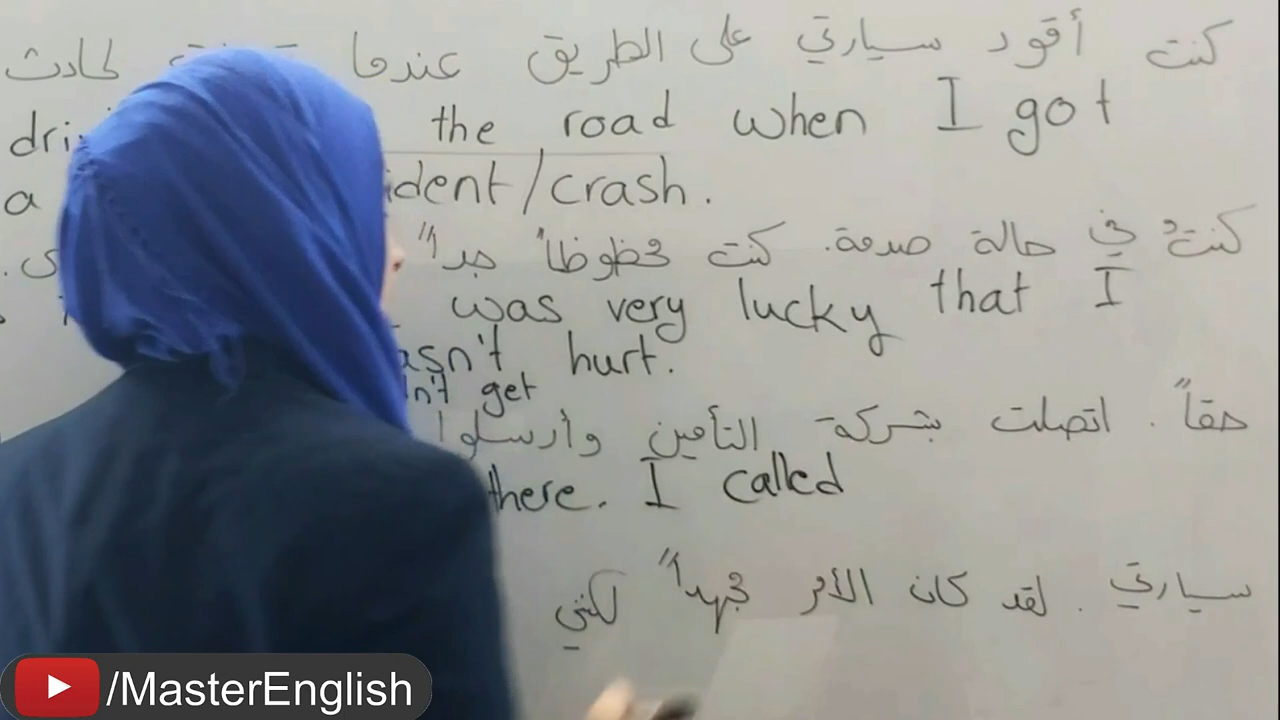 كنت أقود سيارتي على الطريق عندما لحادث
the road when I got
a ident/crash.
كنتُ في حالة صدمة. كنت محظوظاً جداً
was very lucky that I
asn't hurt.
n't get
حقاً. اتصلت بشركة التأمين وأرسلوا
there. I called
سيارتي. لقد كان الأمر مجهداً لكني
/MasterEnglish